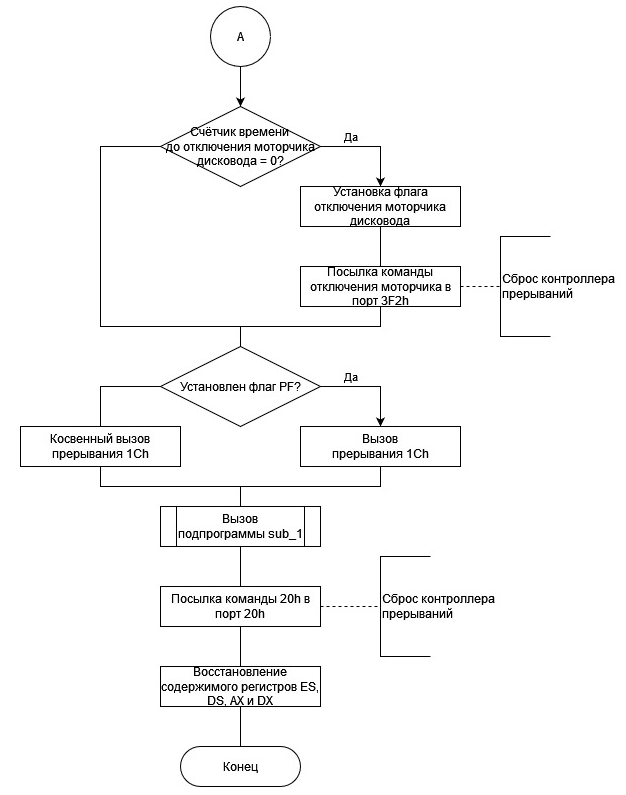 А
Счётчик времени
до отключения моторчика
дисковода = 0?
Да
Установка флага
отключения моторчика
дисковода
Посылка команды
отключения моторчика в
порт 3F2h
Сброс контроллера
прерываний
Установлен флаг PF?
Да
Косвенный вызов
прерывания 1Ch
Вызов
прерывания 1Ch
Вызов
подпрограммы sub_1
Посылка команды 20h в
порт 20h
Сброс контроллера
прерываний
Восстановление
содержимого регистров ES,
DS, AX и DX
Конец